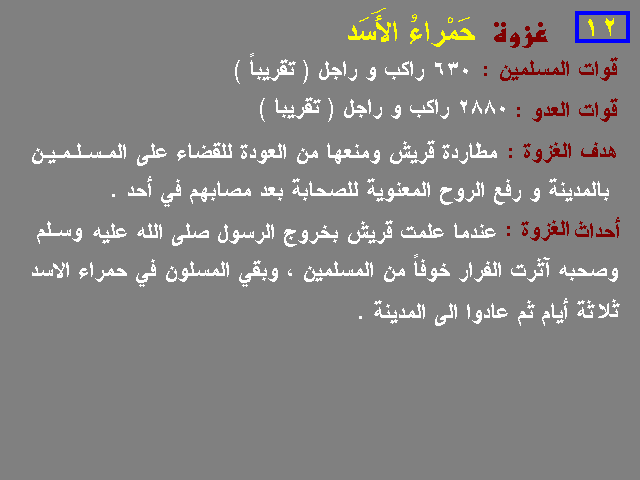 ١٢
غزوة حَمْراءُ الأَسَد
قوات المسلمين : ٦٣٠ راكب و راجل ( تقريباً )
قوات العدو : ٢٨٨٠ راكب و راجل ( تقريبا )
هدف الغزوة : مطاردة قريش ومنعها من العودة للقضاء على المـسـلـمـيـن
بالمدينة و رفع الروح المعنوية للصحابة بعد مصابهم في أحد .
أحداث الغزوة : عندما علمت قريش بخروج الرسول صلى الله عليه وسـلم
وصحبه آثرت الفرار خوفاً من المسلمين ، وبقي المسلون في حمراء الاسد
ثلاثة أيام ثم عادوا الى المدينة .